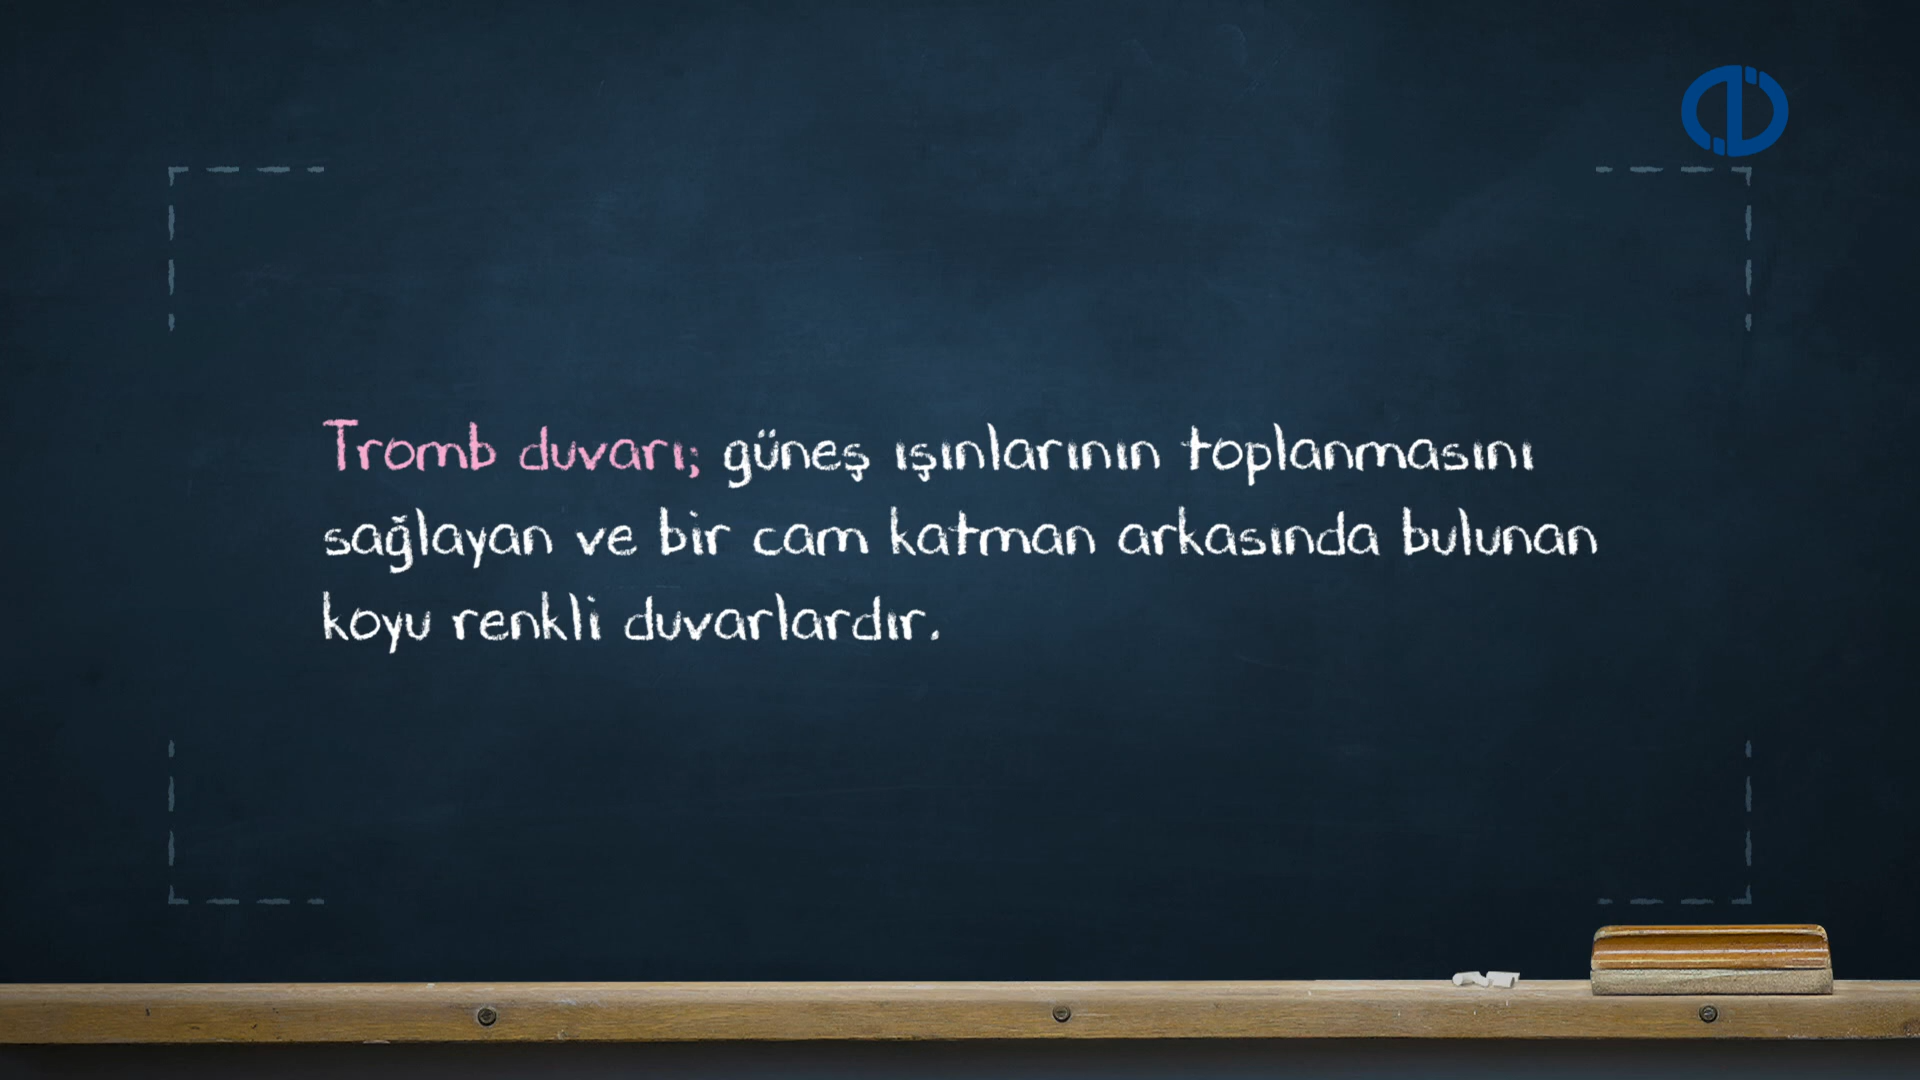 Tromb duvarı; güneş ışınlarının toplanmasını
sağlayan ve bir cam katman arkasında bulunan
koyu renkli duvarlardır.